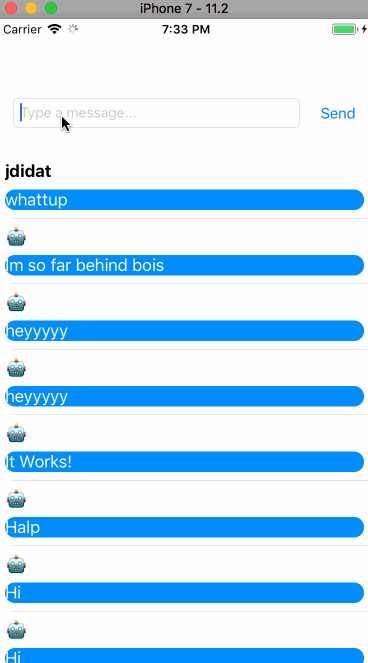 iPhone 7 - 11.2
Carrier 7:33 PM
Type a message... Send
jdidat
whattup
🤖
Im so far behind bois
🤖
heyyyyy
🤖
heyyyyy
🤖
It Works!
🤖
Halp
🤖
Hi
🤖
Hi